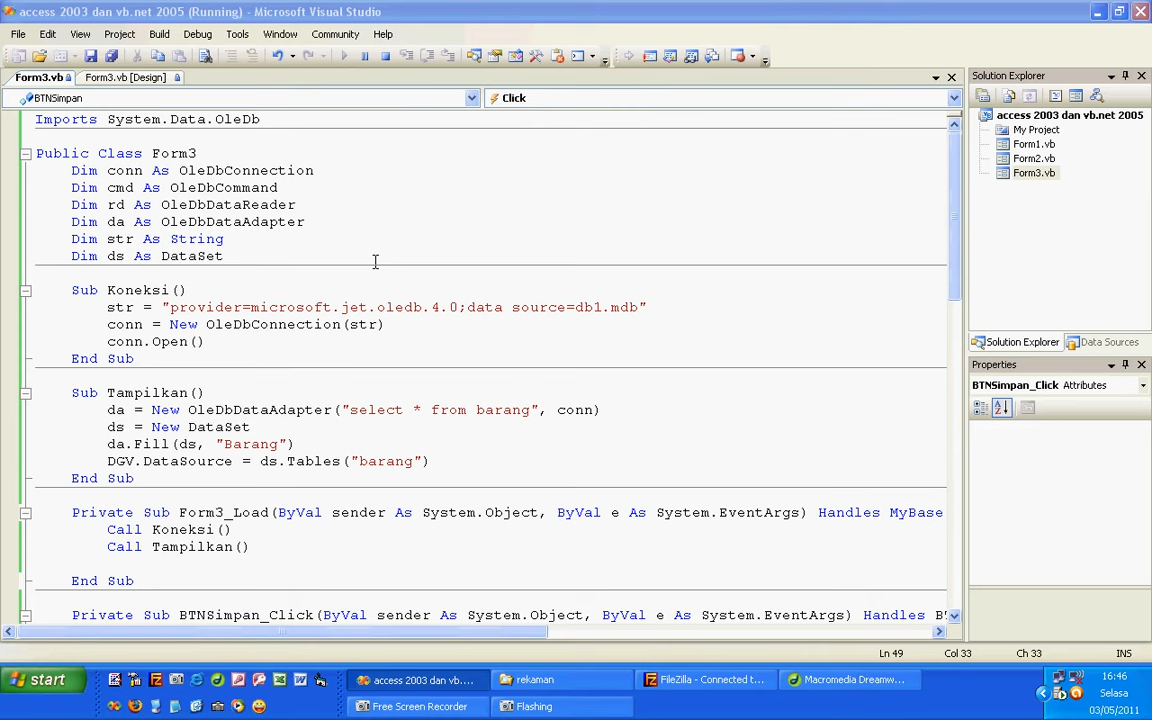 access 2003 dan vb.net 2005 (Running) - Microsoft Visual Studio
File Edit View Project Build Debug Tools Window Community Help
Form3.vb Form3.vb [Design]
BTNSimpan Click
Imports System.Data.OleDb
Public Class Form3
Dim conn As OleDbConnection
Dim cmd As OleDbCommand
Dim rd As OleDbDataReader
Dim da As OleDbDataAdapter
Dim str As String
Dim ds As DataSet
Sub Koneksi()
str = "provider=microsoft.jet.oledb.4.0;data source=db1.mdb"
conn = New OleDbConnection(str)
conn.Open()
End Sub
Sub Tampilkan()
da = New OleDbDataAdapter("select * from barang", conn)
ds = New DataSet
da.Fill(ds, "Barang")
DGV.DataSource = ds.Tables("barang")
End Sub
Private Sub Form3_Load(ByVal sender As System.Object, ByVal e As System.EventArgs) Handles MyBase
Call Koneksi()
Call Tampilkan()
End Sub
Private Sub BTNSimpan_Click(ByVal sender As System.Object, ByVal e As System.EventArgs) Handles BT
Solution Explorer
access 2003 dan vb.net 2005
My Project
Form1.vb
Form2.vb
Form3.vb
Solution Explorer Data Sources
Properties
BTNSimpan_Click Attributes
Ln 49 Col 33 Ch 33 INS
start access 2003 dan vb.... rekaman FileZilla - Connected t... Macromedia Dreamw... 16:46
Selasa
Free Screen Recorder Flashing 03/05/2011